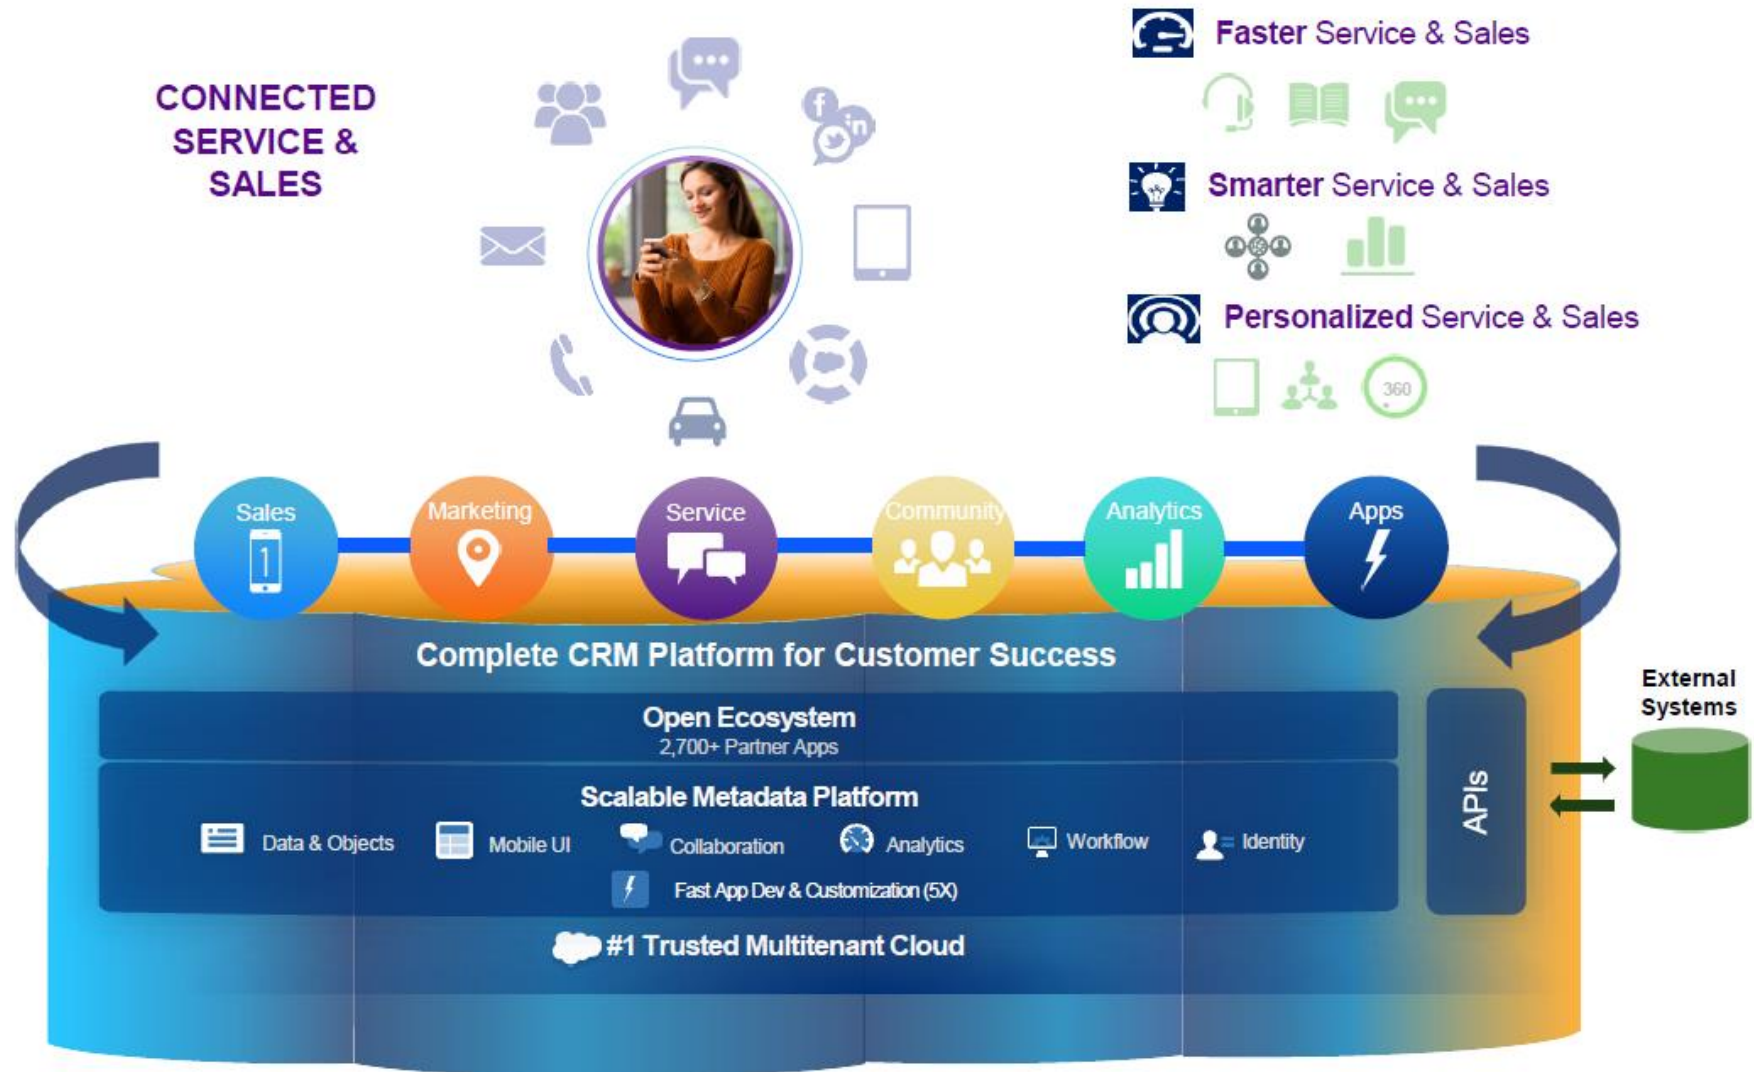 CONNECTED
SERVICE &
SALES
f
in
Faster Service & Sales
Smarter Service & Sales
Personalized Service & Sales
360
Sales
1
Marketing
Service
Community
Analytics
Apps
Complete CRM Platform for Customer Success
Open Ecosystem
2,700+ Partner Apps
Scalable Metadata Platform
Data & Objects
Mobile UI
Collaboration
Analytics
Workflow
Identity
Fast App Dev & Customization (5X)
#1 Trusted Multitenant Cloud
APIs
External
Systems